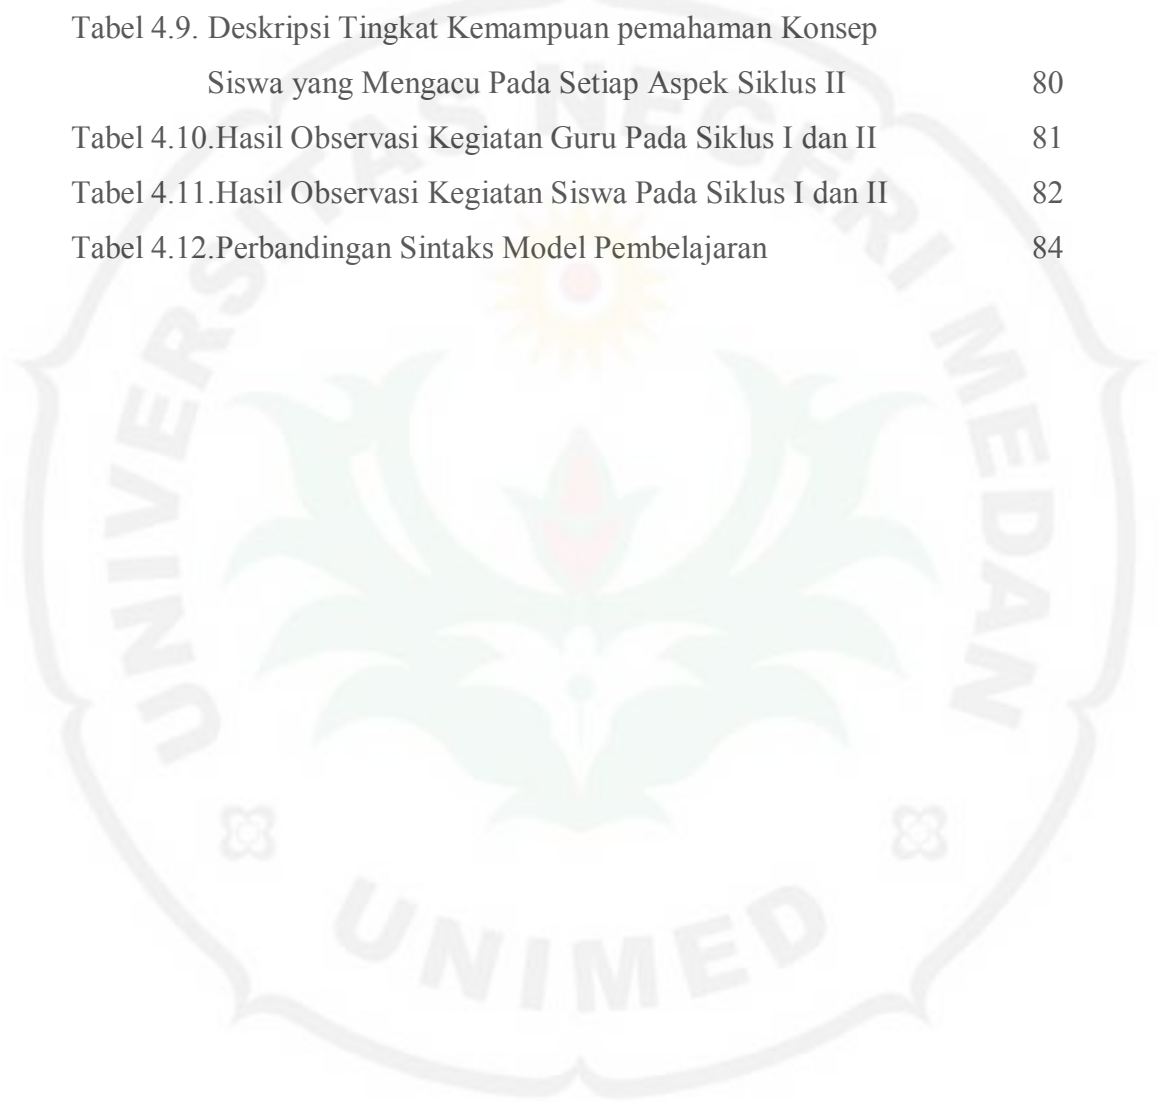 Tabel 4.9. Deskripsi Tingkat Kemampuan pemahaman Konsep
Siswa yang Mengacu Pada Setiap Aspek Siklus II 80
Tabel 4.10.Hasil Observasi Kegiatan Guru Pada Siklus I dan II 81
Tabel 4.11.Hasil Observasi Kegiatan Siswa Pada Siklus I dan II 82
Tabel 4.12.Perbandingan Sintaks Model Pembelajaran 84
UNIVERSITAS NEGERI MEDAN
UNIMED